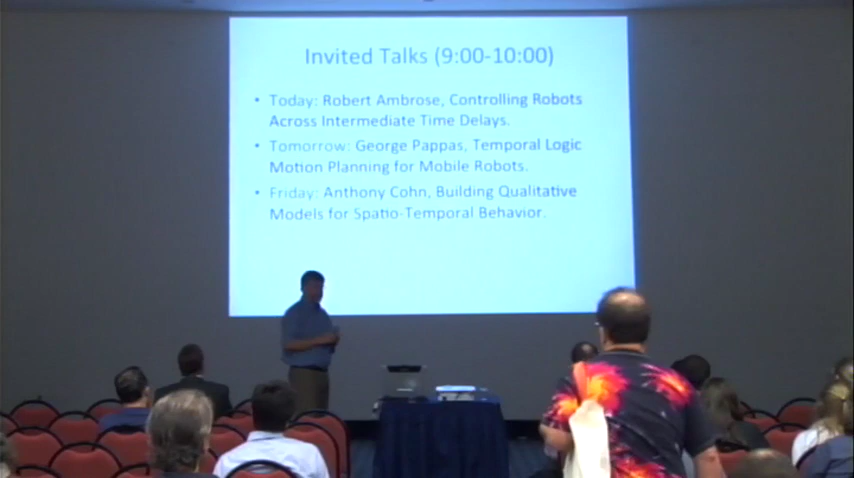 Invited Talks (9:00-10:00)
• Today: Robert Ambrose, Controlling Robots
Across Intermediate Time Delays.
• Tomorrow: George Pappas, Temporal Logic
Motion Planning for Mobile Robots.
• Friday: Anthony Cohn, Building Qualitative
Models for Spatio-Temporal Behavior.